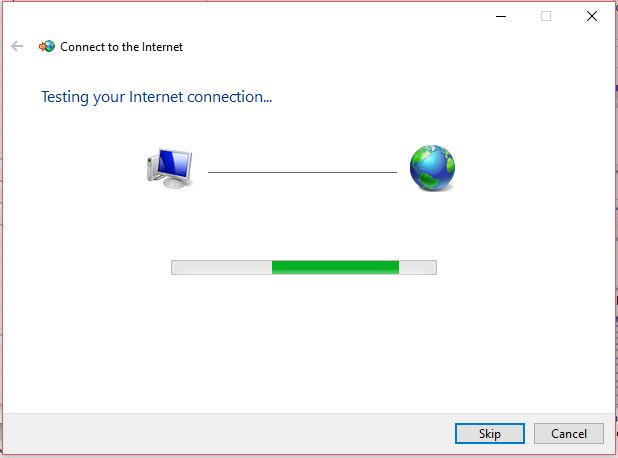 Connect to the Internet
Testing your Internet connection...
Skip
Cancel